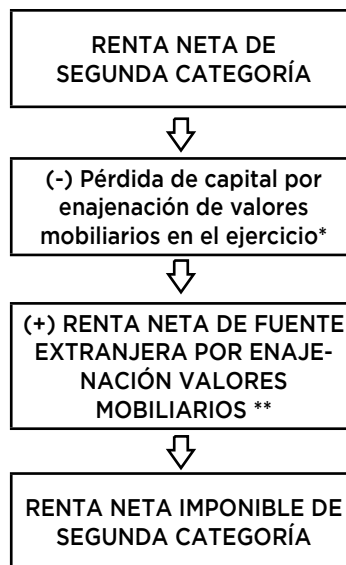 RENTA NETA DE
SEGUNDA CATEGORÍA
(-) Pérdida de capital por
enajenación de valores
mobiliarios en el ejercicio*
(+) RENTA NETA DE FUENTE
EXTRANJERA POR ENAJE-
NACIÓN VALORES
MOBILIARIOS **
RENTA NETA IMPONIBLE DE
SEGUNDA CATEGORÍA